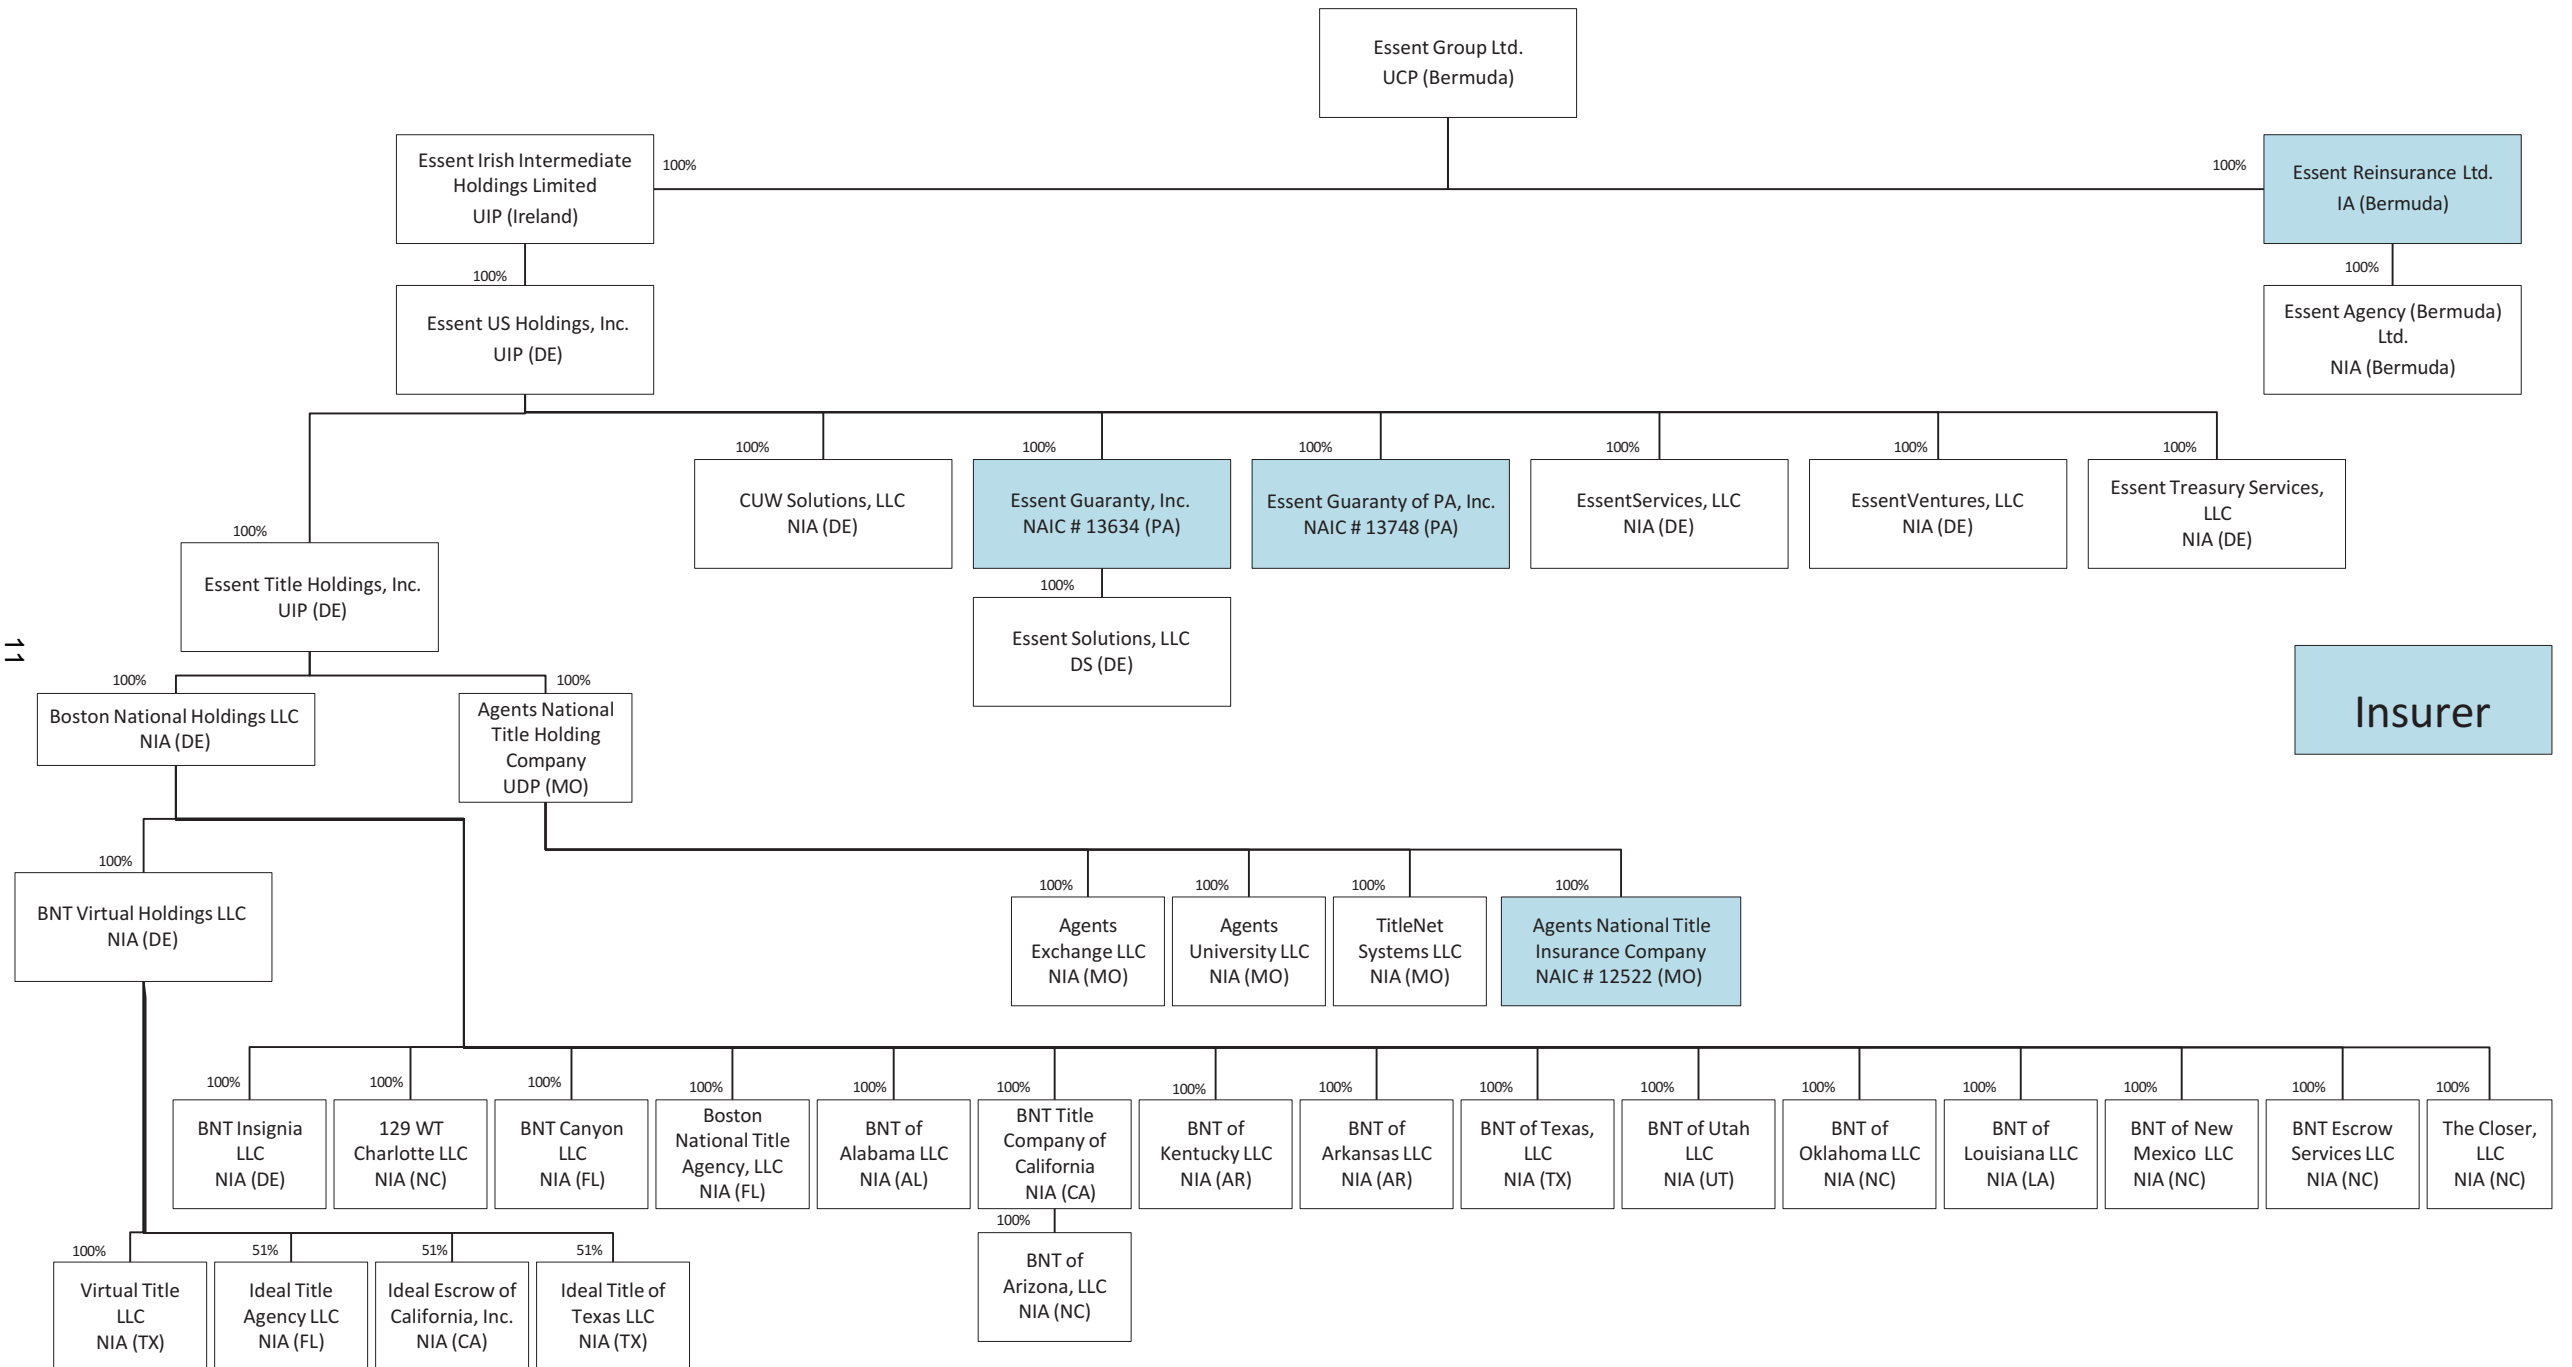 Essent Group Ltd.
UCP (Bermuda)
Essent Irish Intermediate
Holdings Limited
UIP (Ireland)
100%
100%
Essent Reinsurance Ltd.
IA (Bermuda)
100%
Essent US Holdings, Inc.
UIP (DE)
100%
Essent Agency (Bermuda)
Ltd.
NIA (Bermuda)
100%
CUW Solutions, LLC
NIA (DE)
100%
Essent Guaranty, Inc.
NAIC # 13634 (PA)
100%
Essent Guaranty of PA, Inc.
NAIC # 13748 (PA)
100%
EssentServices, LLC
NIA (DE)
100%
EssentVentures, LLC
NIA (DE)
100%
Essent Treasury Services,
LLC
NIA (DE)
100%
Essent Title Holdings, Inc.
UIP (DE)
100%
Essent Solutions, LLC
DS (DE)
11
Insurer
100%
Boston National Holdings LLC
NIA (DE)
100%
Agents National
Title Holding
Company
UDP (MO)
100%
BNT Virtual Holdings LLC
NIA (DE)
100%
Agents
Exchange LLC
NIA (MO)
100%
Agents
University LLC
NIA (MO)
100%
TitleNet
Systems LLC
NIA (MO)
100%
Agents National Title
Insurance Company
NAIC # 12522 (MO)
100%
BNT Insignia
LLC
NIA (DE)
100%
129 WT
Charlotte LLC
NIA (NC)
100%
BNT Canyon
LLC
NIA (FL)
100%
Boston
National Title
Agency, LLC
NIA (FL)
100%
BNT of
Alabama LLC
NIA (AL)
100%
BNT Title
Company of
California
NIA (CA)
100%
BNT of
Kentucky LLC
NIA (AR)
100%
BNT of
Arkansas LLC
NIA (AR)
100%
BNT of Texas,
LLC
NIA (TX)
100%
BNT of Utah
LLC
NIA (UT)
100%
BNT of
Oklahoma LLC
NIA (NC)
100%
BNT of
Louisiana LLC
NIA (LA)
100%
BNT of New
Mexico LLC
NIA (NC)
100%
BNT Escrow
Services LLC
NIA (NC)
100%
The Closer,
LLC
NIA (NC)
100%
Virtual Title
LLC
NIA (TX)
51%
Ideal Title
Agency LLC
NIA (FL)
51%
Ideal Escrow of
California, Inc.
NIA (CA)
51%
Ideal Title of
Texas LLC
NIA (TX)
100%
BNT of
Arizona, LLC
NIA (NC)